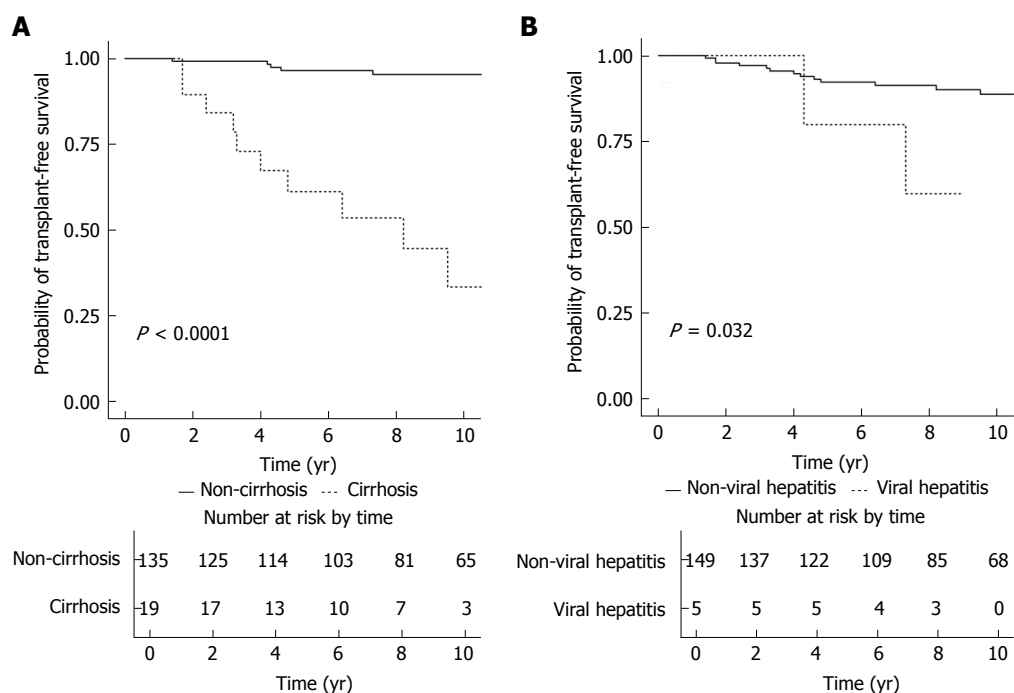 A
Probability of transplant-free survival
1.00
0.75
0.50
0.25
0.00
P < 0.0001
0 2 4 6 8 10
Time (yr)
Non-cirrhosis Cirrhosis
Number at risk by time
Non-cirrhosis 135 125 114 103 81 65
Cirrhosis 19 17 13 10 7 3
0 2 4 6 8 10
Time (yr)
B
Probability of transplant-free survival
1.00
0.75
0.50
0.25
0.00
P = 0.032
0 2 4 6 8 10
Time (yr)
Non-viral hepatitis Viral hepatitis
Number at risk by time
Non-viral hepatitis 149 137 122 109 85 68
Viral hepatitis 5 5 5 4 3 0
0 2 4 6 8 10
Time (yr)